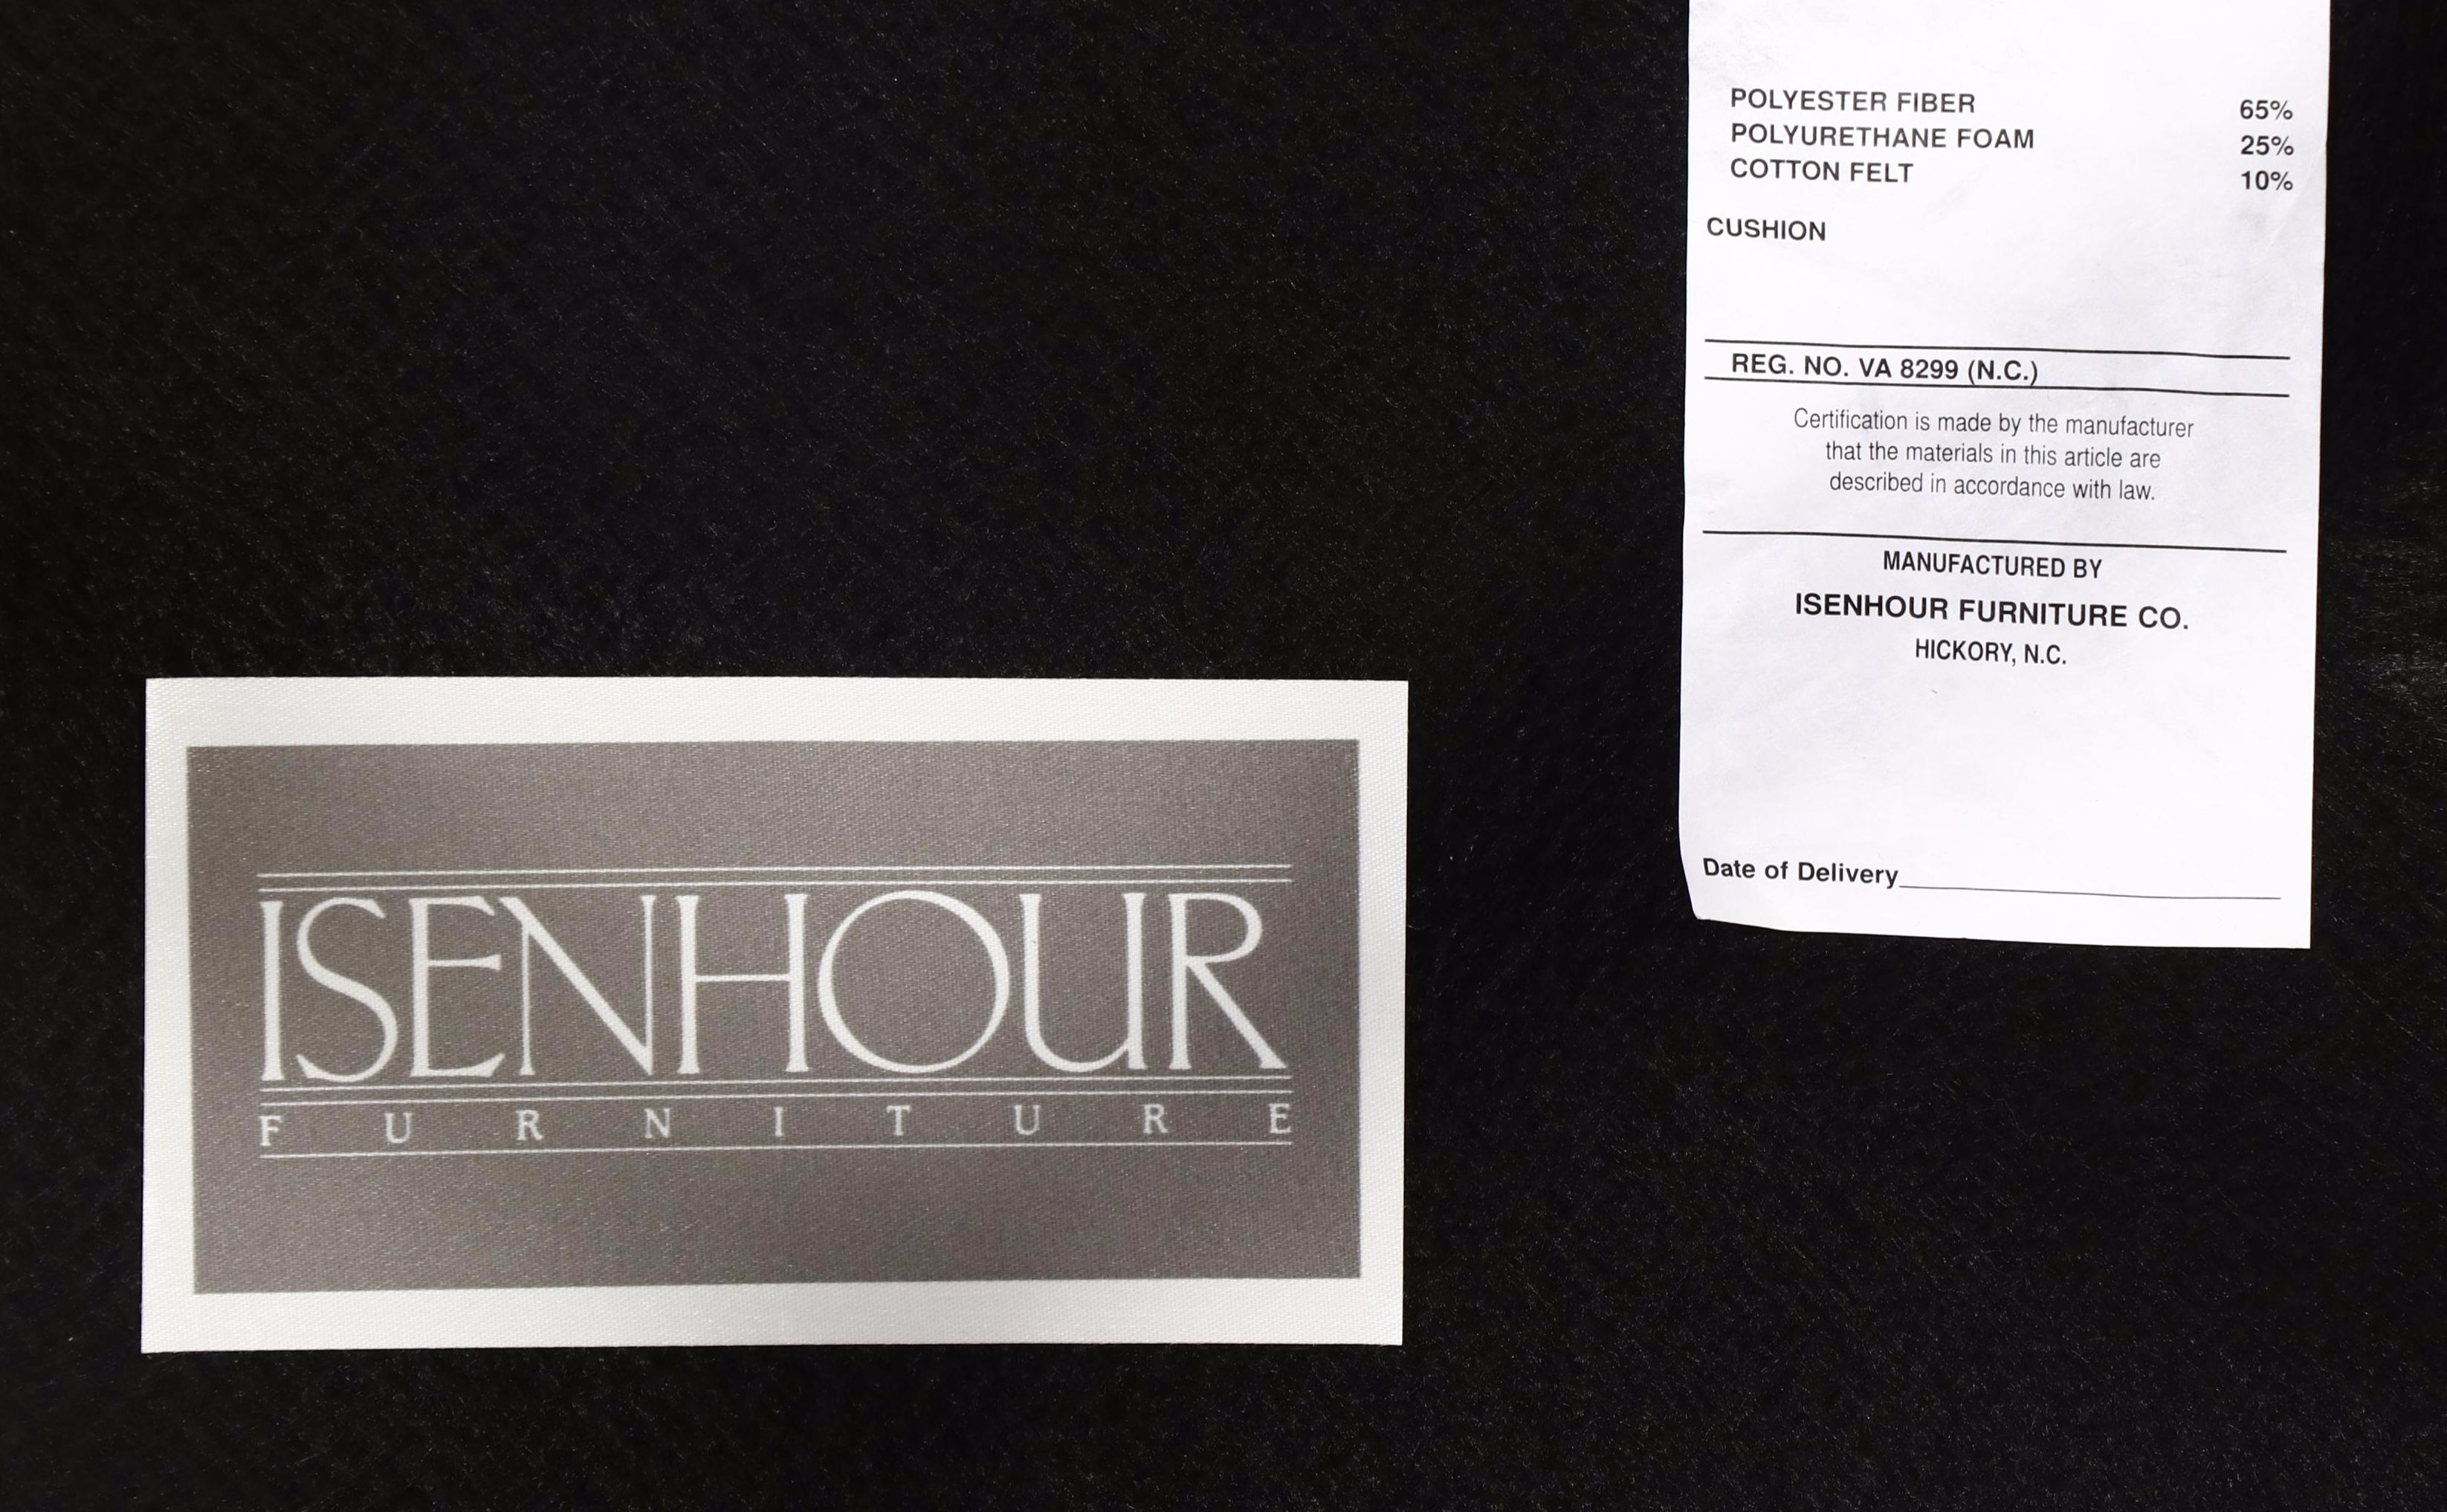 POLYESTER FIBER 65%
POLYURETHANE FOAM 25%
COTTON FELT 10%
CUSHION
REG. NO. VA 8299 (N.C.)
Certification is made by the manufacturer
that the materials in this article are
described in accordance with law.
MANUFACTURED BY
ISENHOUR FURNITURE CO.
HICKORY, N.C.
Date of Delivery
ISENHOUR
FURNITURE